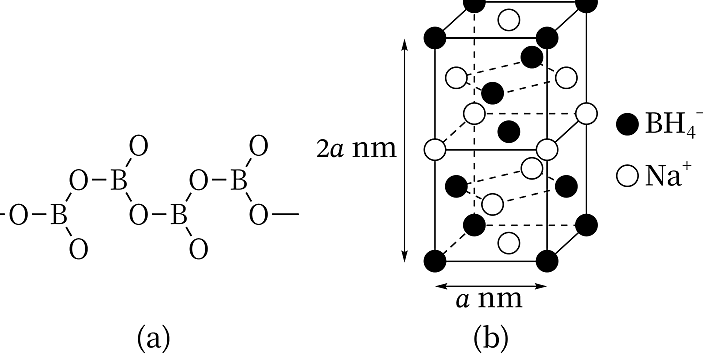 O O
O B O B
O B O B O
O O
(a)
2a nm
a nm
(b)
BH₄⁻
Na⁺